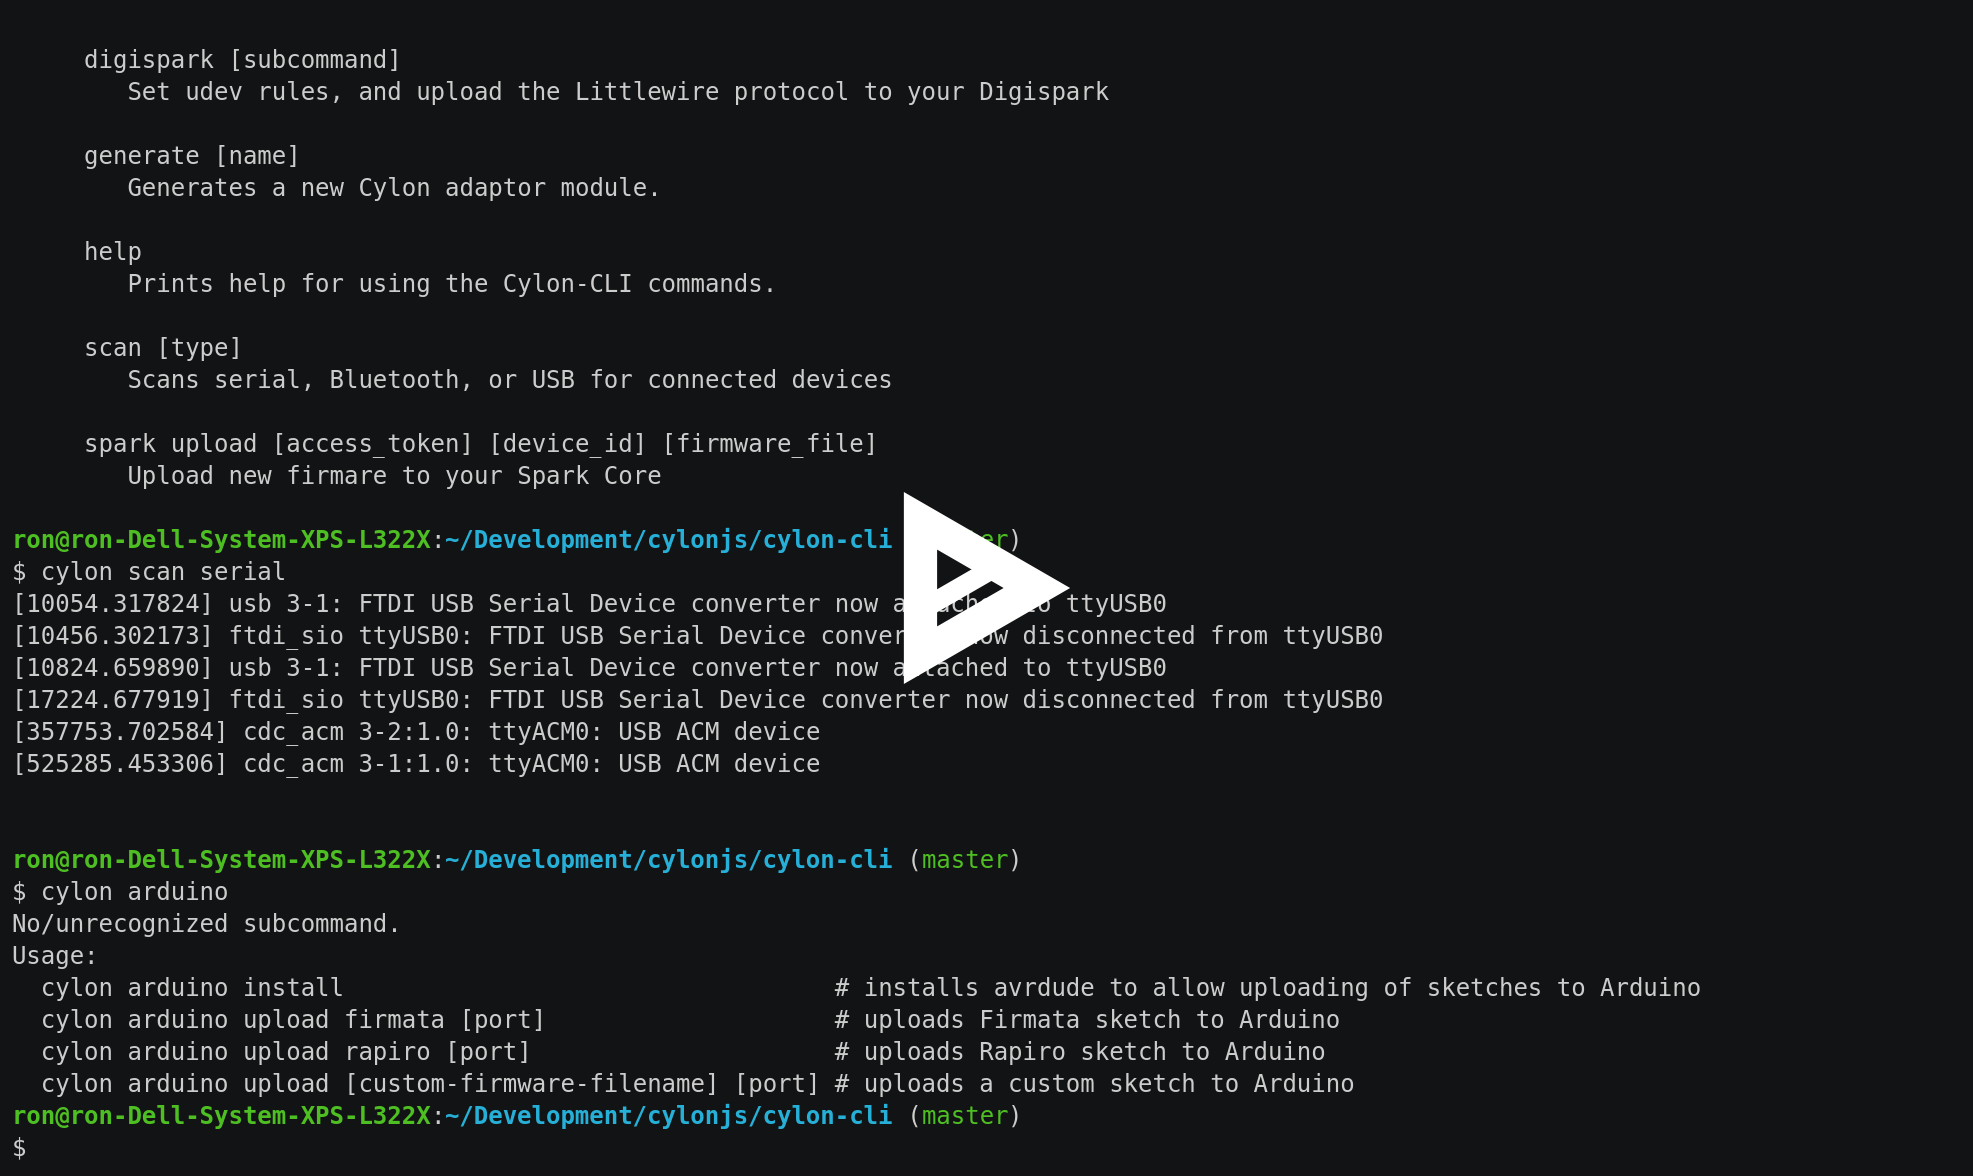 digispark [subcommand]
Set udev rules, and upload the Littlewire protocol to your Digispark
generate [name]
Generates a new Cylon adaptor module.
help
Prints help for using the Cylon-CLI commands.
scan [type]
Scans serial, Bluetooth, or USB for connected devices
spark upload [access_token] [device_id] [firmware_file]
Upload new firmare to your Spark Core
ron@ron-Dell-System-XPS-L322X:~/Development/cylonjs/cylon-cli
$ cylon scan serial
[10054.317824] usb 3-1: FTDI USB Serial Device converter now attached to ttyUSB0
[10456.302173] ftdi_sio ttyUSB0: FTDI USB Serial Device converter now disconnected from ttyUSB0
[10824.659890] usb 3-1: FTDI USB Serial Device converter now attached to ttyUSB0
[17224.677919] ftdi_sio ttyUSB0: FTDI USB Serial Device converter now disconnected from ttyUSB0
[357753.702584] cdc_acm 3-2:1.0: ttyACM0: USB ACM device
[525285.453306] cdc_acm 3-1:1.0: ttyACM0: USB ACM device
ron@ron-Dell-System-XPS-L322X:~/Development/cylonjs/cylon-cli (master)
$ cylon arduino
No/unrecognized subcommand.
Usage:
cylon arduino install # installs avrdude to allow uploading of sketches to Arduino
cylon arduino upload firmata [port] # uploads Firmata sketch to Arduino
cylon arduino upload rapiro [port] # uploads Rapiro sketch to Arduino
cylon arduino upload [custom-firmware-filename] [port] # uploads a custom sketch to Arduino
ron@ron-Dell-System-XPS-L322X:~/Development/cylonjs/cylon-cli (master)
$